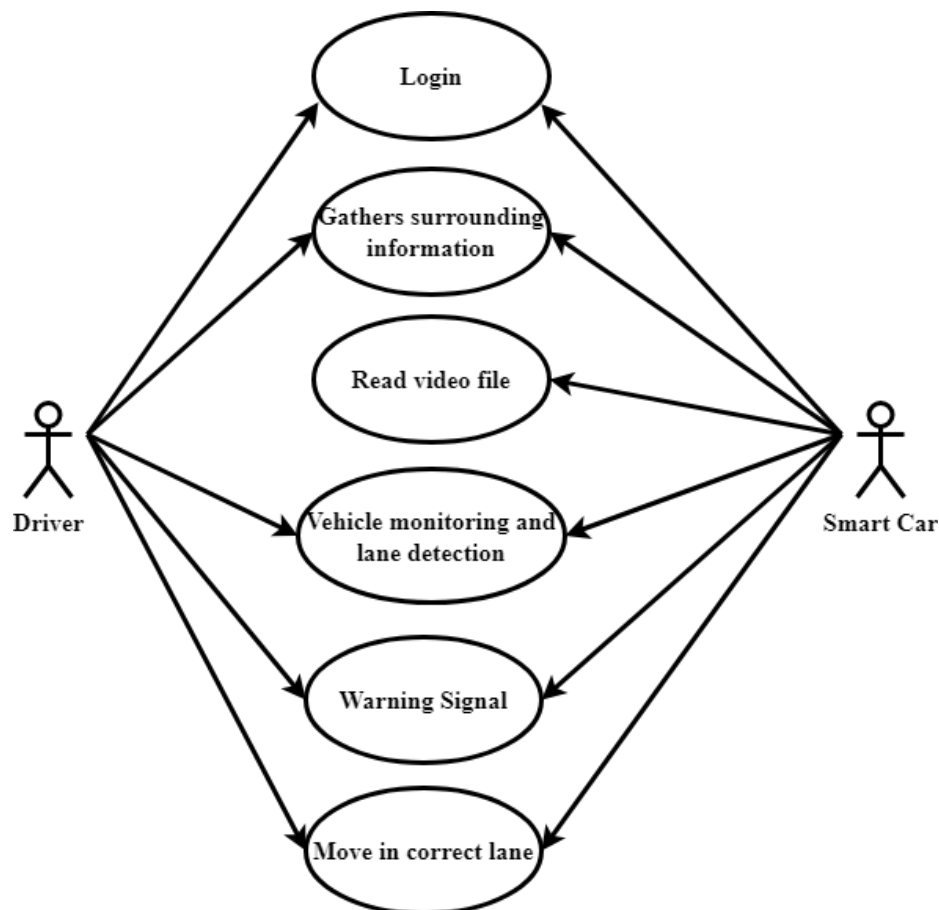 Login
Gathers surrounding
information
Read video file
Driver
Smart Car
Vehicle monitoring and
lane detection
Warning Signal
Move in correct lane